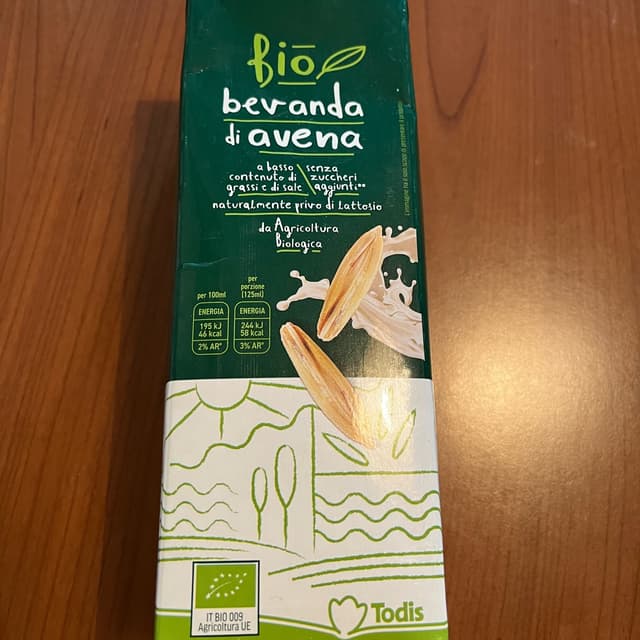 Biō
bevanda
di avena
a basso
contenuto di
grassi e di sale
senza
zuccheri
aggiunti**
naturalmente privo di Lattosio
da Agricoltura
Biologica
per 100ml
ENERGIA
195 kJ
46 kcal
2% AR*
per
porzione
(125ml)
ENERGIA
244 kJ
58 kcal
3% AR*
IT BIO 009
Agricoltura UE
Todis